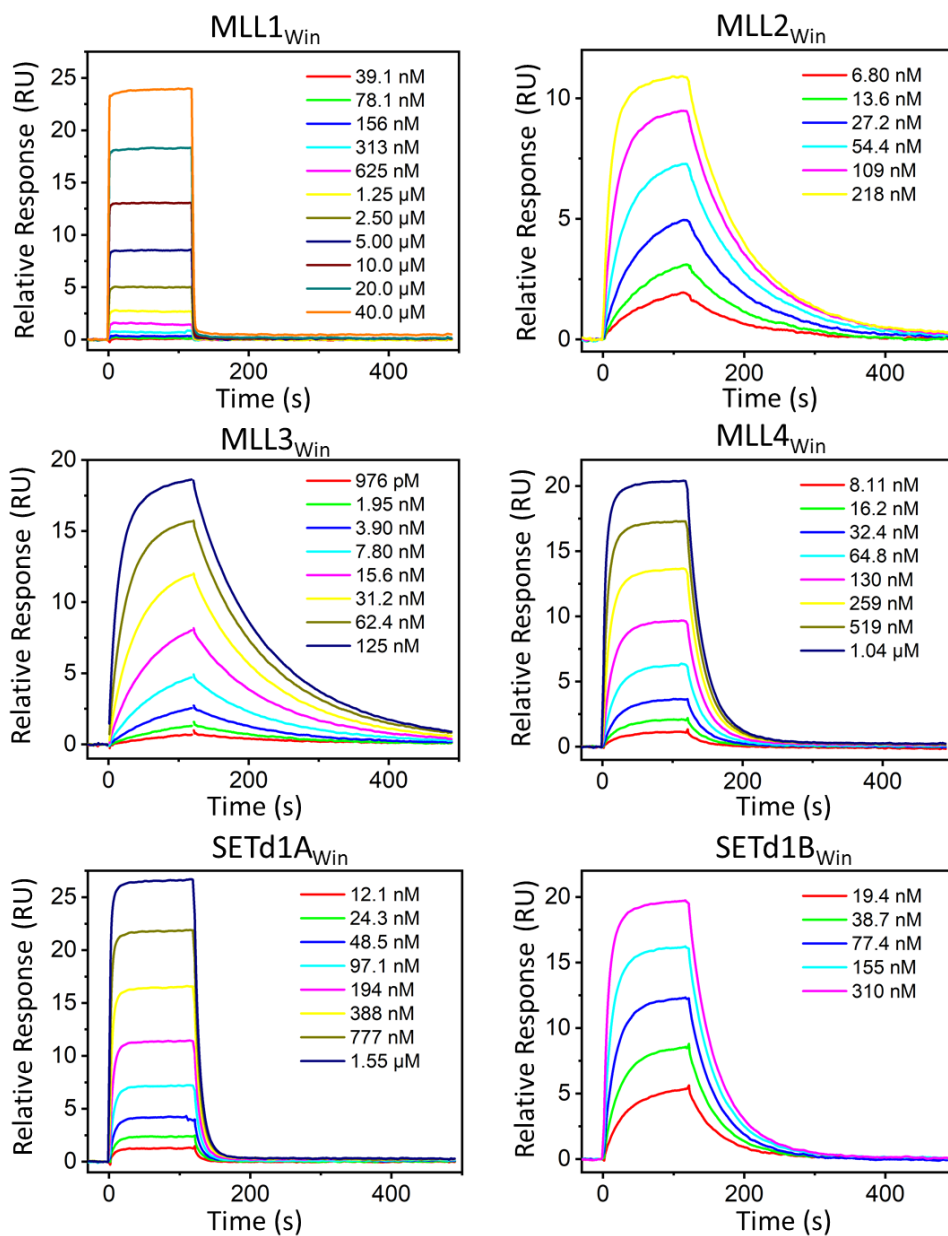 MLL1Win
Relative Response (RU)
25
20
15
10
5
0
39.1 nM
78.1 nM
156 nM
313 nM
625 nM
1.25 µM
2.50 µM
5.00 µM
10.0 µM
20.0 µM
40.0 µM
0 200 400
Time (s)
MLL2Win
Relative Response (RU)
10
5
0
6.80 nM
13.6 nM
27.2 nM
54.4 nM
109 nM
218 nM
0 200 400
Time (s)
MLL3Win
Relative Response (RU)
20
15
10
5
0
976 pM
1.95 nM
3.90 nM
7.80 nM
15.6 nM
31.2 nM
62.4 nM
125 nM
0 200 400
Time (s)
MLL4Win
Relative Response (RU)
20
15
10
5
0
8.11 nM
16.2 nM
32.4 nM
64.8 nM
130 nM
259 nM
519 nM
1.04 µM
0 200 400
Time (s)
SETd1AWin
Relative Response (RU)
25
20
15
10
5
0
12.1 nM
24.3 nM
48.5 nM
97.1 nM
194 nM
388 nM
777 nM
1.55 µM
0 200 400
Time (s)
SETd1BWin
Relative Response (RU)
20
15
10
5
0
19.4 nM
38.7 nM
77.4 nM
155 nM
310 nM
0 200 400
Time (s)